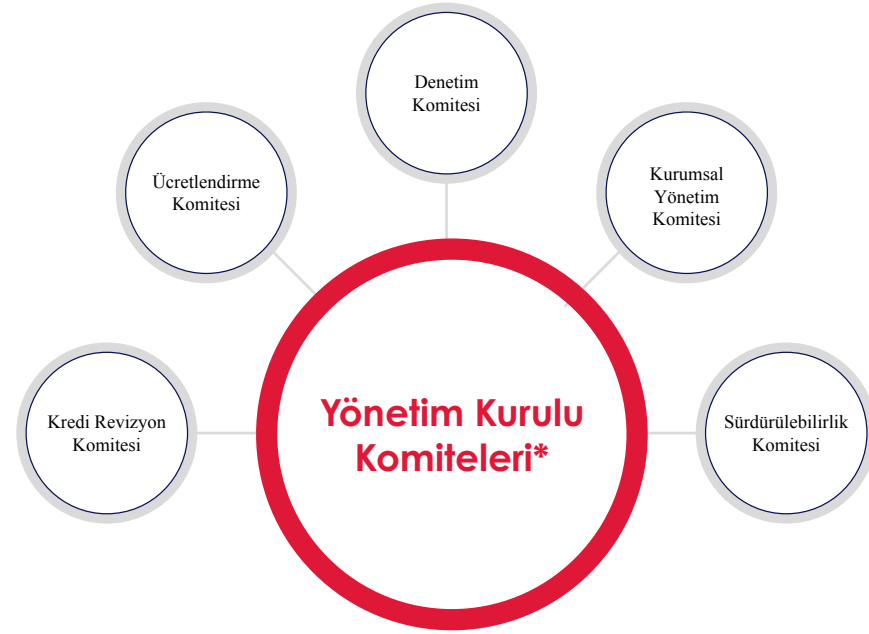 Denetim
Komitesi
Ücretlendirme
Komitesi
Kurumsal
Yönetim
Komitesi
Kredi Revizyon
Komitesi
Yönetim Kurulu
Komiteleri*
Sürdürülebilirlik
Komitesi